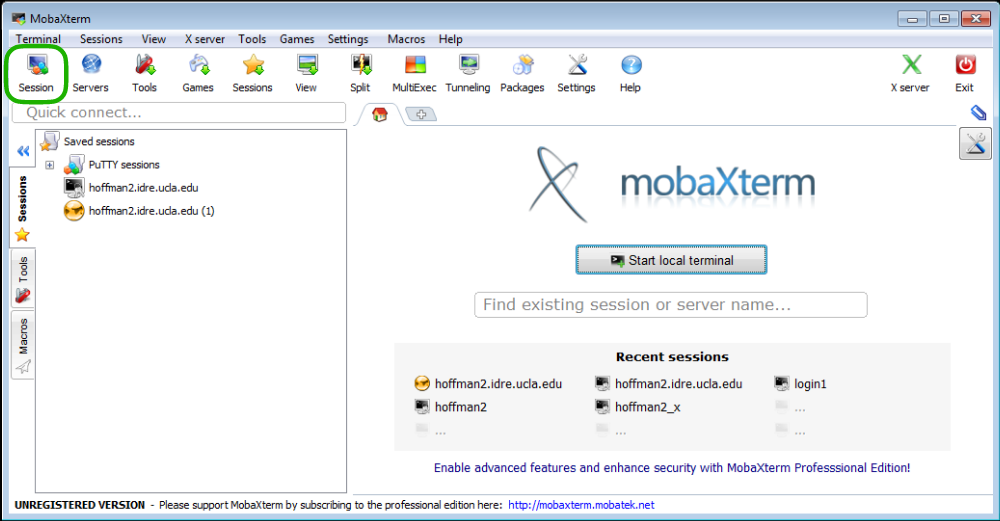 MobaXterm
Terminal Sessions View X server Tools Games Settings Macros Help
Session Servers Tools Games Sessions View Split MultiExec Tunneling Packages Settings Help X server Exit
Quick connect...
Saved sessions
PuTTY sessions
hoffman2.idre.ucla.edu
hoffman2.idre.ucla.edu (1)
Sessions
Tools
Macros
mobaXterm
Start local terminal
Find existing session or server name...
Recent sessions
hoffman2.idre.ucla.edu hoffman2.idre.ucla.edu login1
hoffman2 hoffman2_x ...
... ... ...
Enable advanced features and enhance security with MobaXterm Professsional Edition!
UNREGISTERED VERSION - Please support MobaXterm by subscribing to the professional edition here: http://mobaxterm.mobatek.net